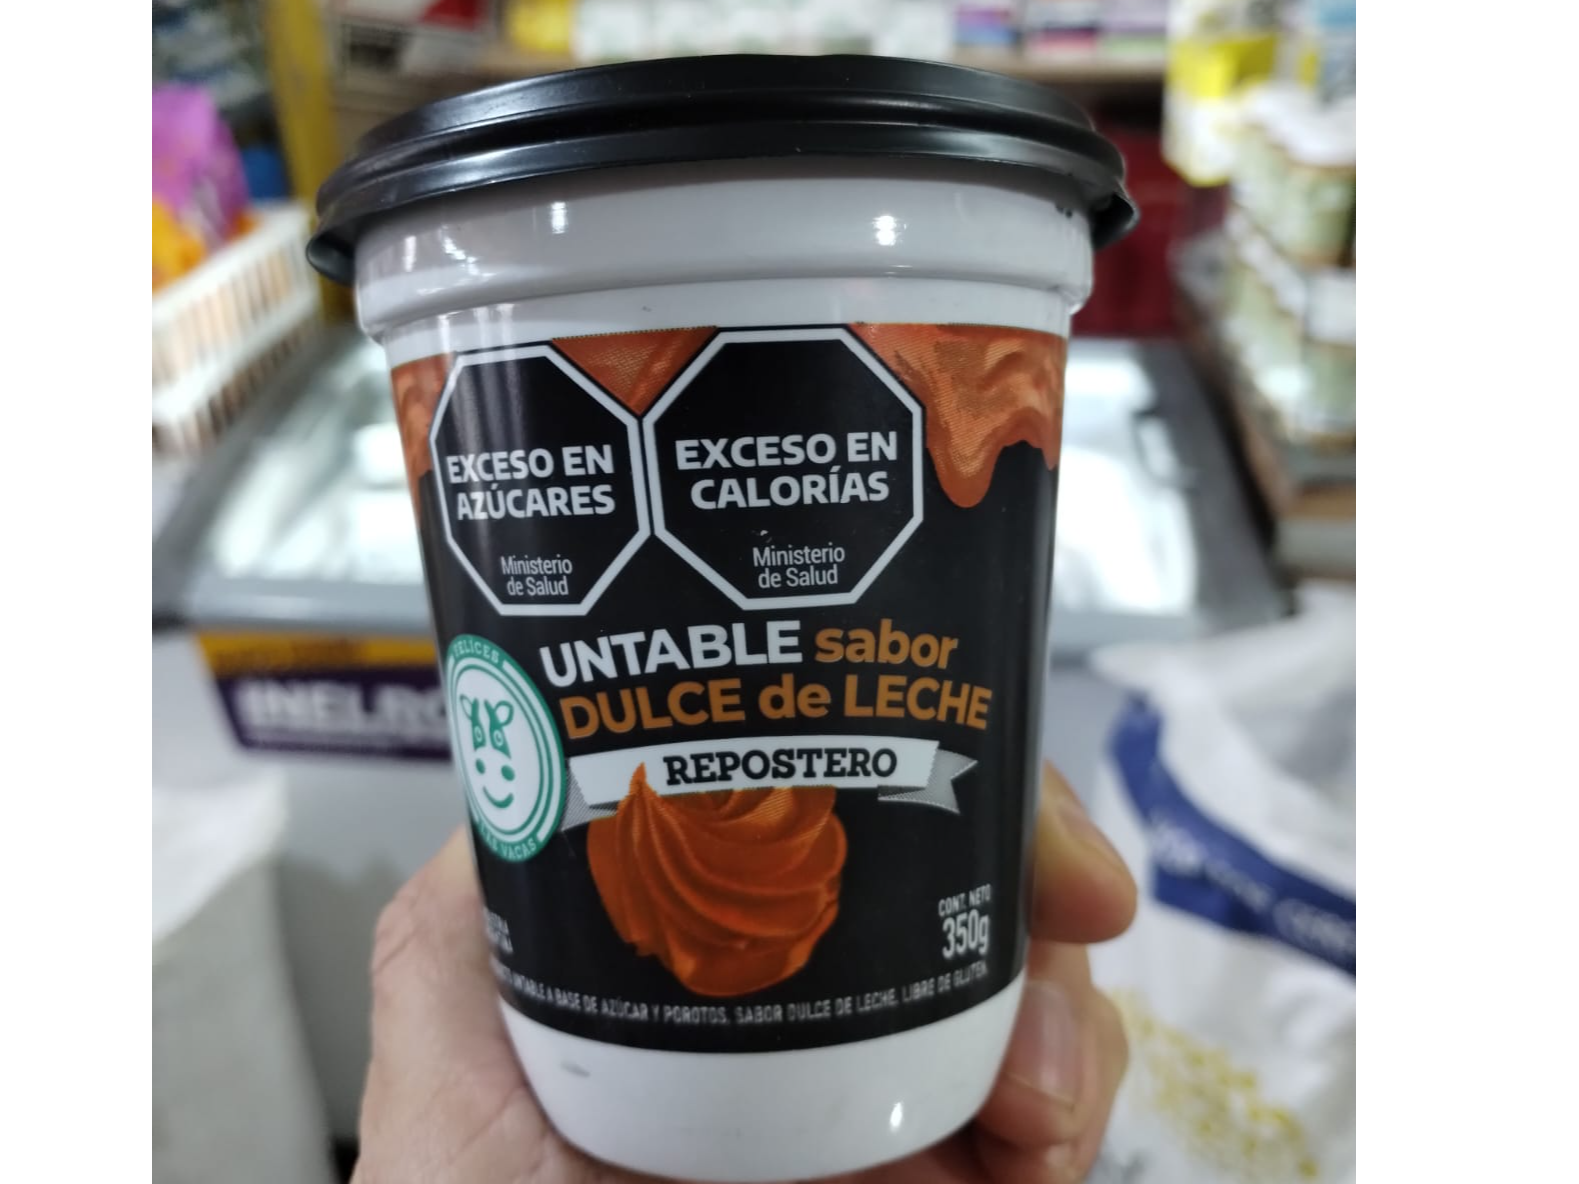 EXCESO EN
AZÚCARES
Ministerio
de Salud
EXCESO EN
CALORÍAS
Ministerio
de Salud
UNTABLE sabor
DULCE de LECHE
REPOSTERO
FELICES
LAS VACAS
CONT. NETO
350g
UNTABLE A BASE DE AZÚCAR Y POROTOS, SABOR DULCE DE LECHE. LIBRE DE GLUTEN.